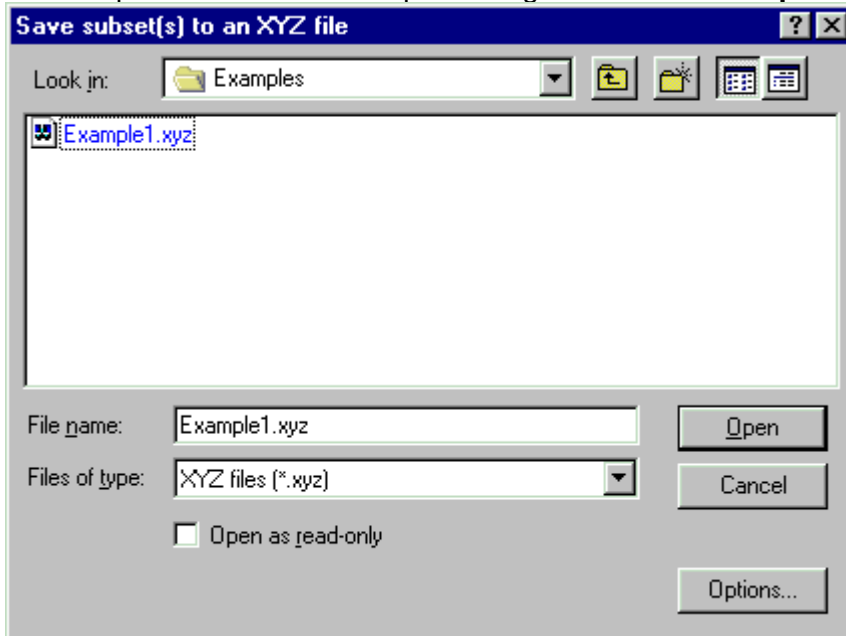 Save subset(s) to an XYZ file
Look in: Examples
Example1.xyz
File name: Example1.xyz Open
Files of type: XYZ files (*.xyz) Cancel
Open as read-only
Options...